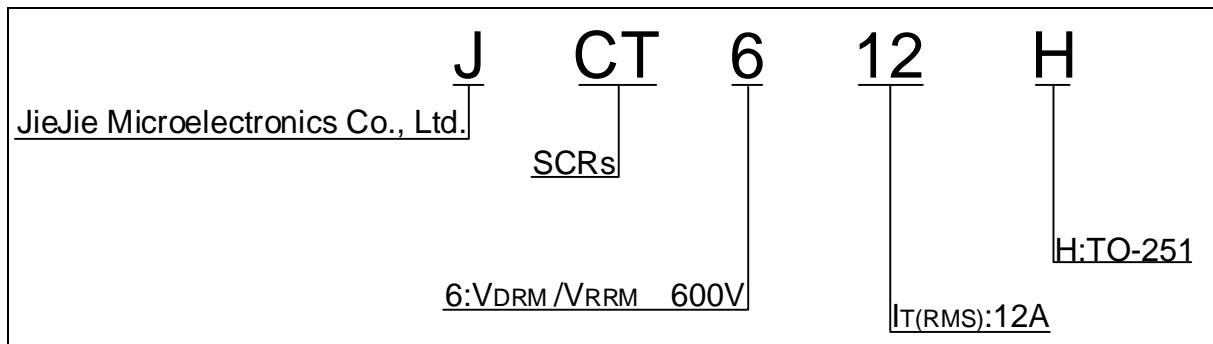 J CT 6 12 H
JieJie Microelectronics Co., Ltd.
SCRs
H:TO-251
6:VDRM /VRRM 600V
IT(RMS):12A